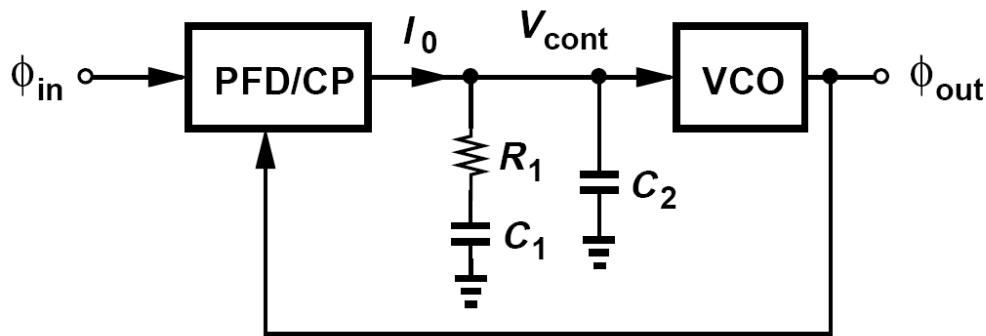 I0
Vcont
ϕin
PFD/CP
VCO
ϕout
R1
C2
C1